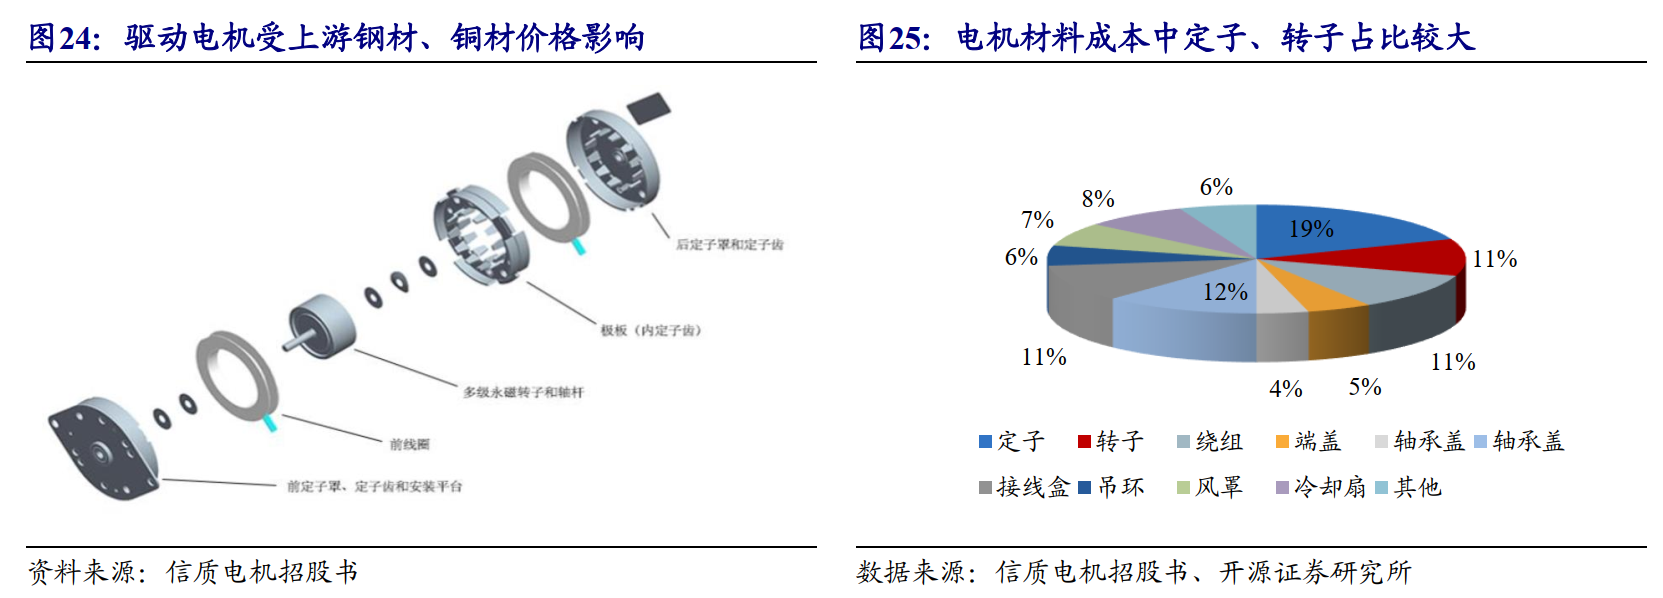 图24：驱动电机受上游钢材、铜材价格影响
后定子罩和定子齿
极板（内定子齿）
多级永磁转子和轴杆
前线圈
前定子罩、定子齿和安装平台
资料来源：信质电机招股书
图25：电机材料成本中定子、转子占比较大
6%
8%
19%
7%
6%
11%
12%
11%
11%
4%
5%
定子 转子 绕组 端盖 轴承盖 轴承盖
接线盒 吊环 风罩 冷却扇 其他
数据来源：信质电机招股书、开源证券研究所